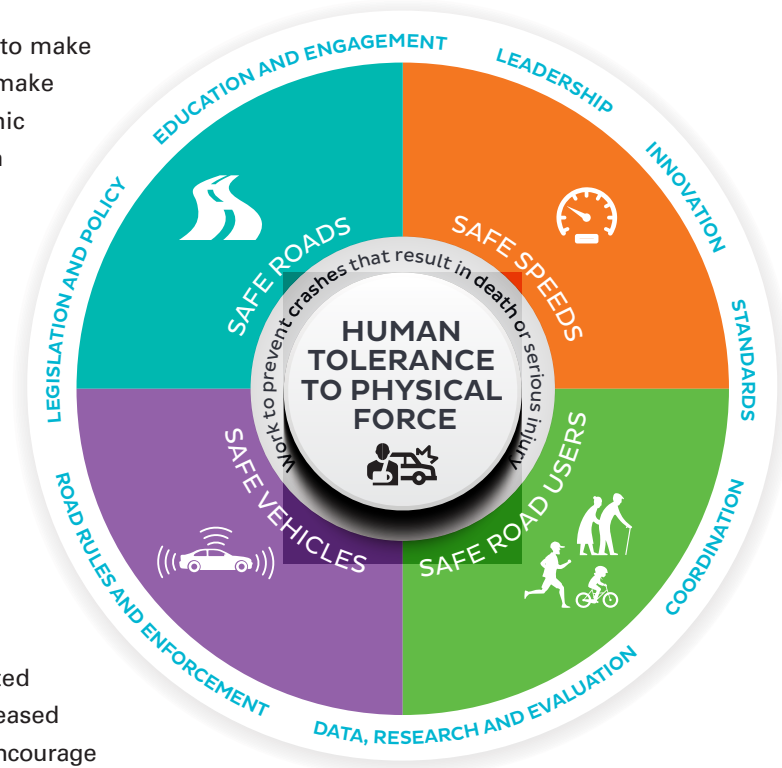 to make
make
EDUCATION AND ENGAGEMENT
LEADERSHIP
INNOVATION
STANDARDS
COORDINATION
DATA, RESEARCH AND EVALUATION
ROAD RULES AND ENFORCEMENT
LEGISLATION AND POLICY
SAFE ROADS
SAFE SPEEDS
SAFE ROAD USERS
SAFE VEHICLES
Work to prevent crashes that result in death or serious injury
HUMAN
TOLERANCE
TO PHYSICAL
FORCE
eased
ncourage